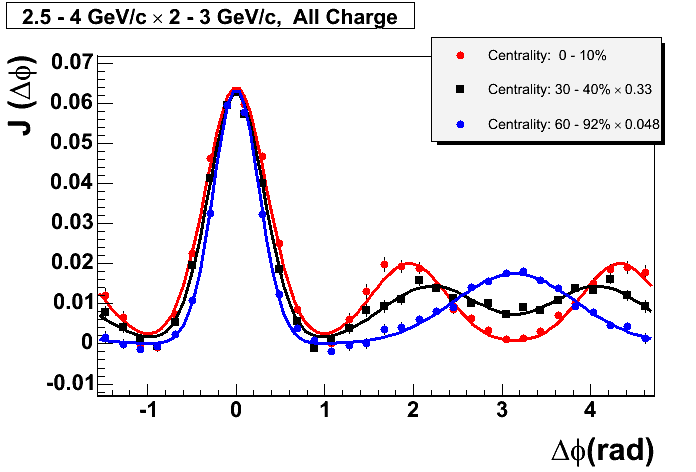 2.5 - 4 GeV/c × 2 - 3 GeV/c, All Charge
Centrality: 0 - 10%
Centrality: 30 - 40% × 0.33
Centrality: 60 - 92% × 0.048
J (Δϕ)
0.07
0.06
0.05
0.04
0.03
0.02
0.01
0
-0.01
-1 0 1 2 3 4
Δϕ(rad)